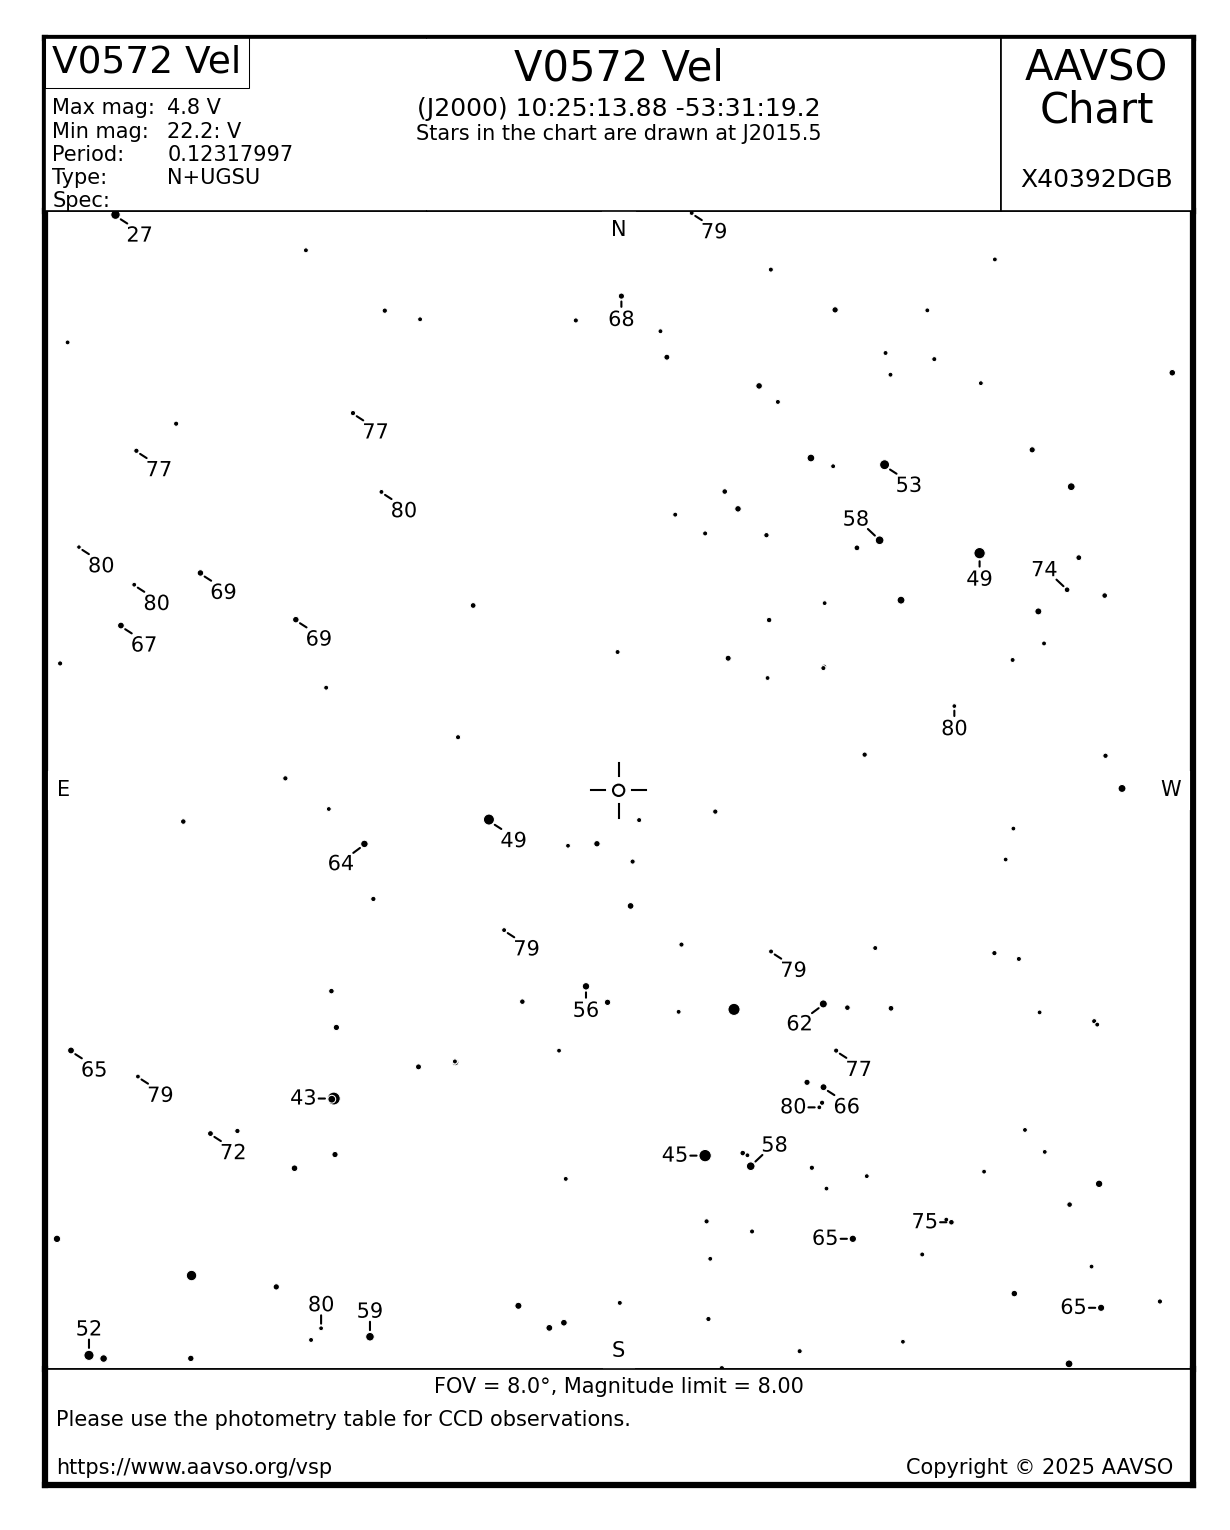 V0572 Vel
V0572 Vel
AAVSO
Chart
Max mag: 4.8 V
Min mag: 22.2: V
Period: 0.12317997
Type: N+UGSU
Spec:
(J2000) 10:25:13.88 -53:31:19.2
Stars in the chart are drawn at J2015.5
X40392DGB
27
N
79
68
77
77
53
80
58
80
49
74
80
69
67
69
80
E
W
49
64
79
79
56
62
65
77
79
43
80
66
72
45
58
75
65
80
59
65
52
S
FOV = 8.0°, Magnitude limit = 8.00
Please use the photometry table for CCD observations.
https://www.aavso.org/vsp
Copyright © 2025 AAVSO